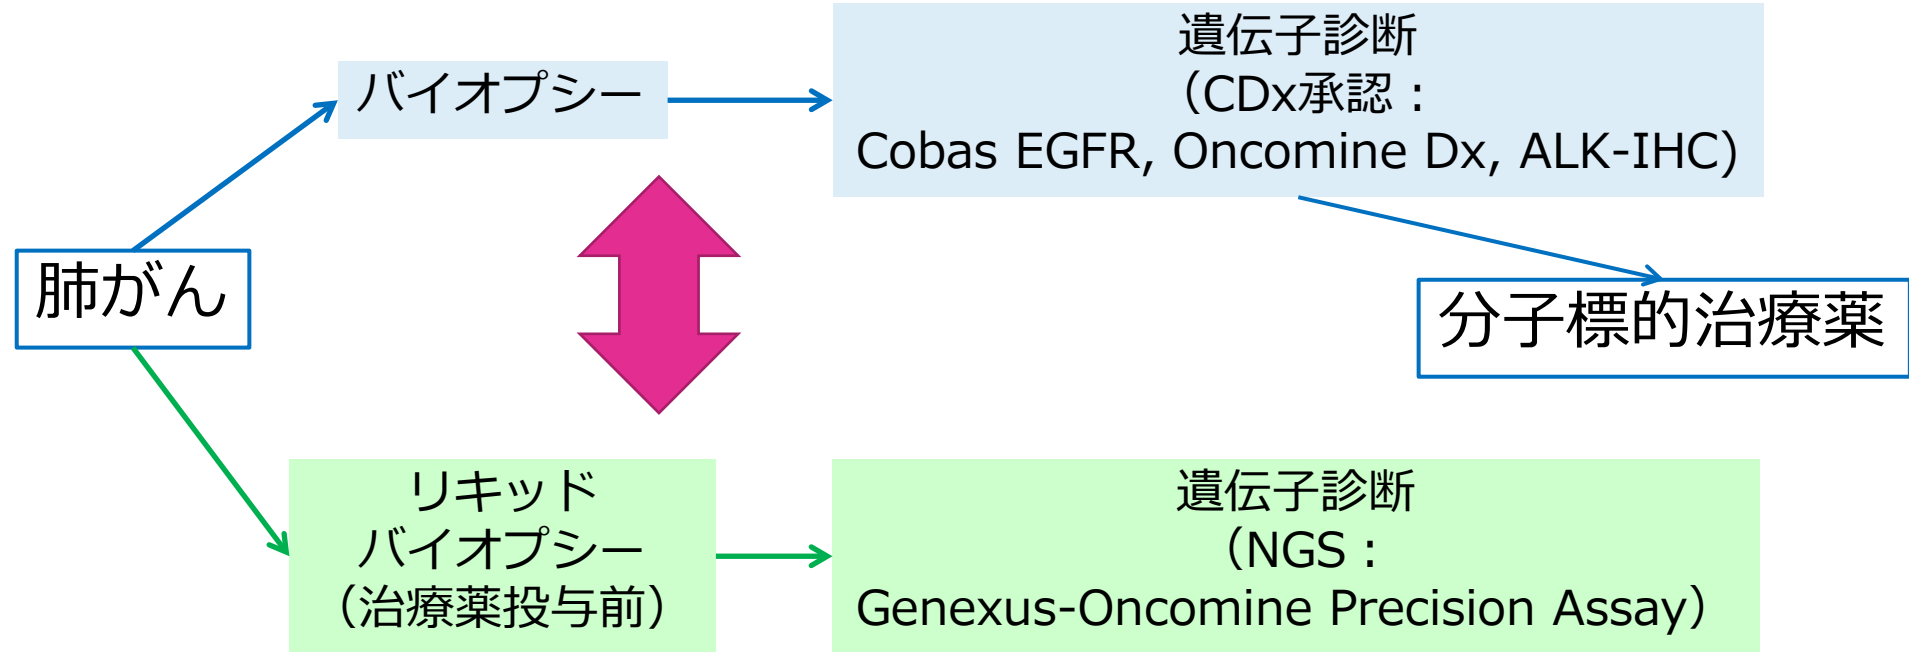 バイオプシー
遺伝子診断
（CDx承認：
Cobas EGFR, Oncomine Dx, ALK-IHC）
肺がん
分子標的治療薬
リキッド
バイオプシー
（治療薬投与前）
遺伝子診断
（NGS：
Genexus-Oncomine Precision Assay）